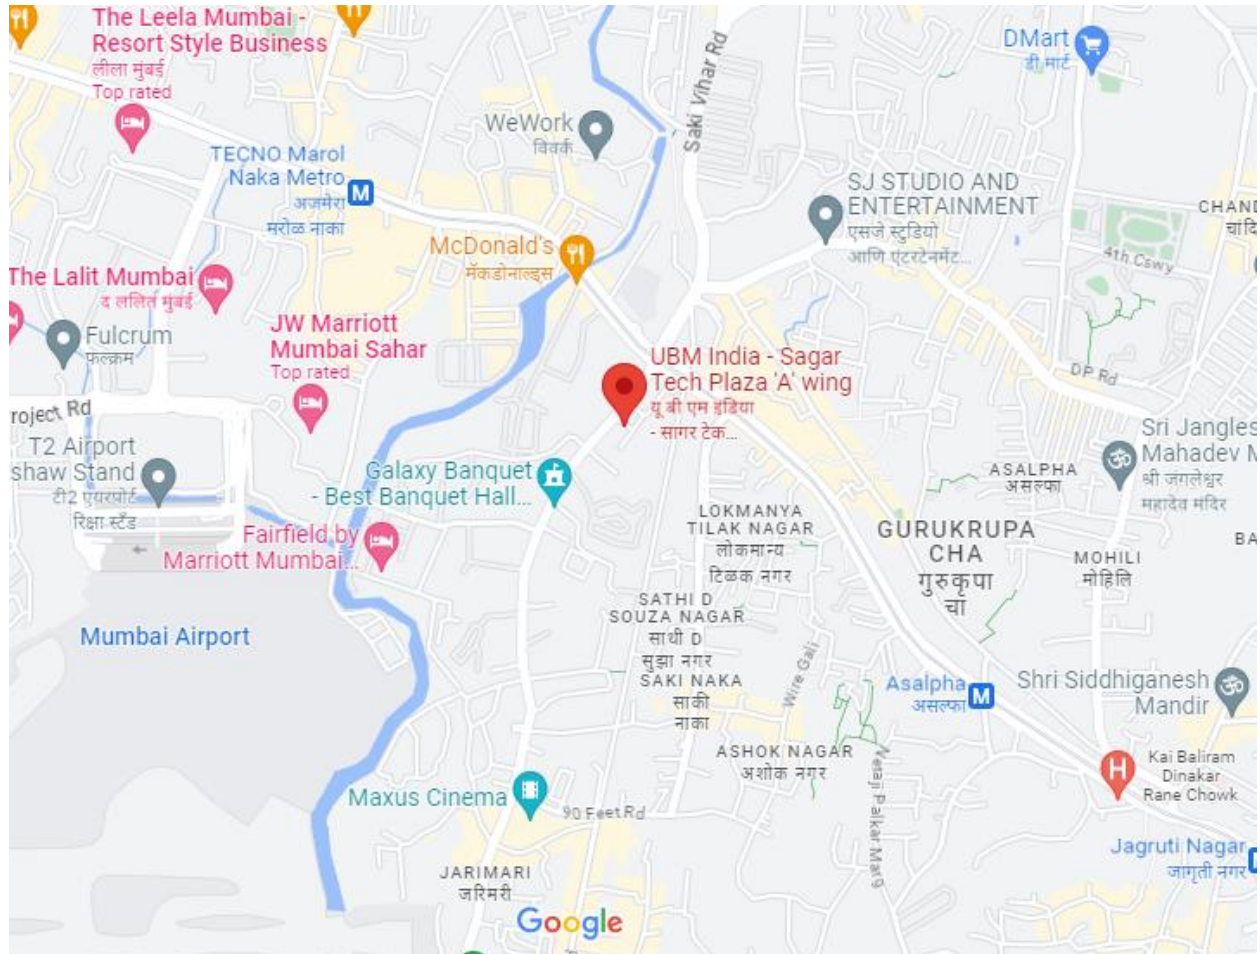 The Leela Mumbai -
Resort Style Business
लीला मुंबई
Top rated
DMart
डी मार्ट
Saki Vihar Rd
WeWork
विवर्क
TECNO Marol
Naka Metro
अजमेरा
मरोळ नाका
M
SJ STUDIO AND
ENTERTAINMENT
एसजे स्टुडियो
आणि एंटरटेनमेंट...
CHAND
चांदि
McDonald's
मॅकडोनाल्ड्स
4th Cswy
The Lalit Mumbai
द ललित मुंबई
Fulcrum
फल्क्रम
JW Marriott
Mumbai Sahar
Top rated
UBM India - Sagar
Tech Plaza 'A' wing
यू बी एम इंडिया
- सागर टेक...
DP Rd
roject Rd
T2 Airport
shaw Stand
टी2 एयरपोर्ट
रिक्षा स्टँड
Galaxy Banquet
- Best Banquet Hall...
ASALPHA
असल्फा
Sri Jangles
Mahadev M
श्री जंगलेश्वर
महादेव मंदिर
Fairfield by
Marriott Mumbai...
LOKMANYA
TILAK NAGAR
लोकमान्य
टिळक नगर
GURUKRUPA
CHA
गुरुकृपा
चा
BA
MOHILI
मोहिलि
SATHI D
SOUZA NAGAR
साथी D
सुझा नगर
Mumbai Airport
SAKI NAKA
साकी
नाका
Wire Gali
Asalpha
असल्फा
M
Shri Siddhiganesh
Mandir
ASHOK NAGAR
अशोक नगर
Netaji Palkar Marg
H
Kai Baliram
Dinakar
Rane Chowk
Maxus Cinema
90 Feet Rd
Jagruti Nagar
जागृती नगर
JARIMARI
जरिमरी
Google